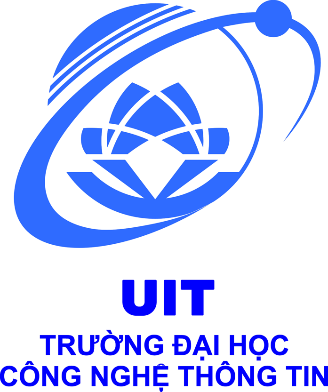 UIT
TRƯỜNG ĐẠI HỌC
CÔNG NGHỆ THÔNG TIN